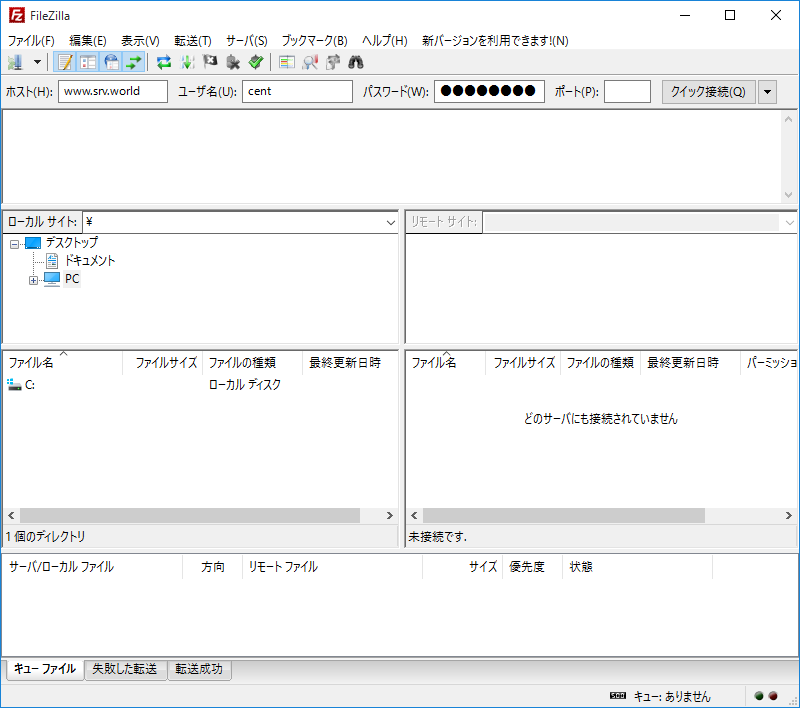 FileZilla
ファイル(F) 編集(E) 表示(V) 転送(T) サーバ(S) ブックマーク(B) ヘルプ(H) 新バージョンを利用できます!(N)
ホスト(H): www.srv.world ユーザ名(U): cent パスワード(W): ●●●●●●●● ポート(P): クイック接続(Q)
ローカル サイト: ¥ リモート サイト:
デスクトップ
ドキュメント
PC
ファイル名 ファイルサイズ ファイルの種類 最終更新日時
C: ローカル ディスク
1 個のディレクトリ
ファイル名 ファイルサイズ ファイルの種類 最終更新日時 パーミッショ
どのサーバにも接続されていません
未接続です.
サーバ/ローカル ファイル 方向 リモート ファイル サイズ 優先度 状態
キュー ファイル 失敗した転送 転送成功
キュー: ありません